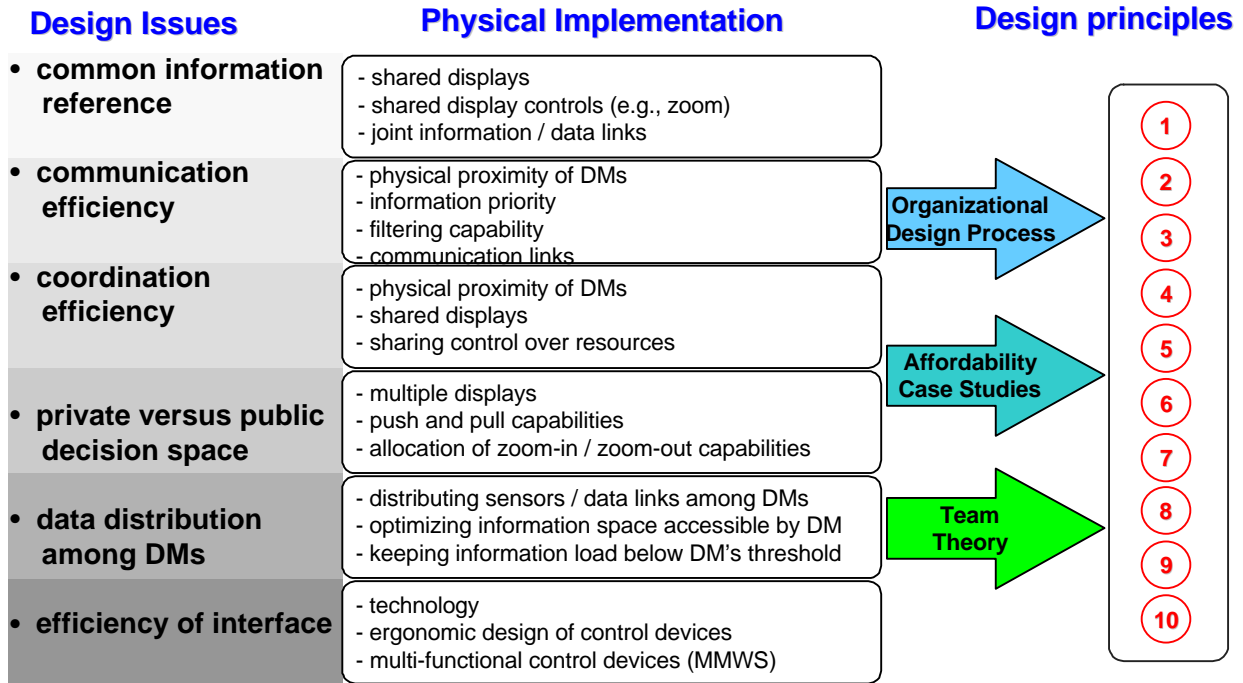 Design Issues
Physical Implementation
Design principles
• common information
reference
- shared displays
- shared display controls (e.g., zoom)
- joint information / data links
• communication
efficiency
- physical proximity of DMs
- information priority
- filtering capability
- communication links
• coordination
efficiency
- physical proximity of DMs
- shared displays
- sharing control over resources
• private versus public
decision space
- multiple displays
- push and pull capabilities
- allocation of zoom-in / zoom-out capabilities
• data distribution
among DMs
- distributing sensors / data links among DMs
- optimizing information space accessible by DM
- keeping information load below DM's threshold
• efficiency of interface
- technology
- ergonomic design of control devices
- multi-functional control devices (MMWS)
Organizational
Design Process
Affordability
Case Studies
Team
Theory
1
2
3
4
5
6
7
8
9
10